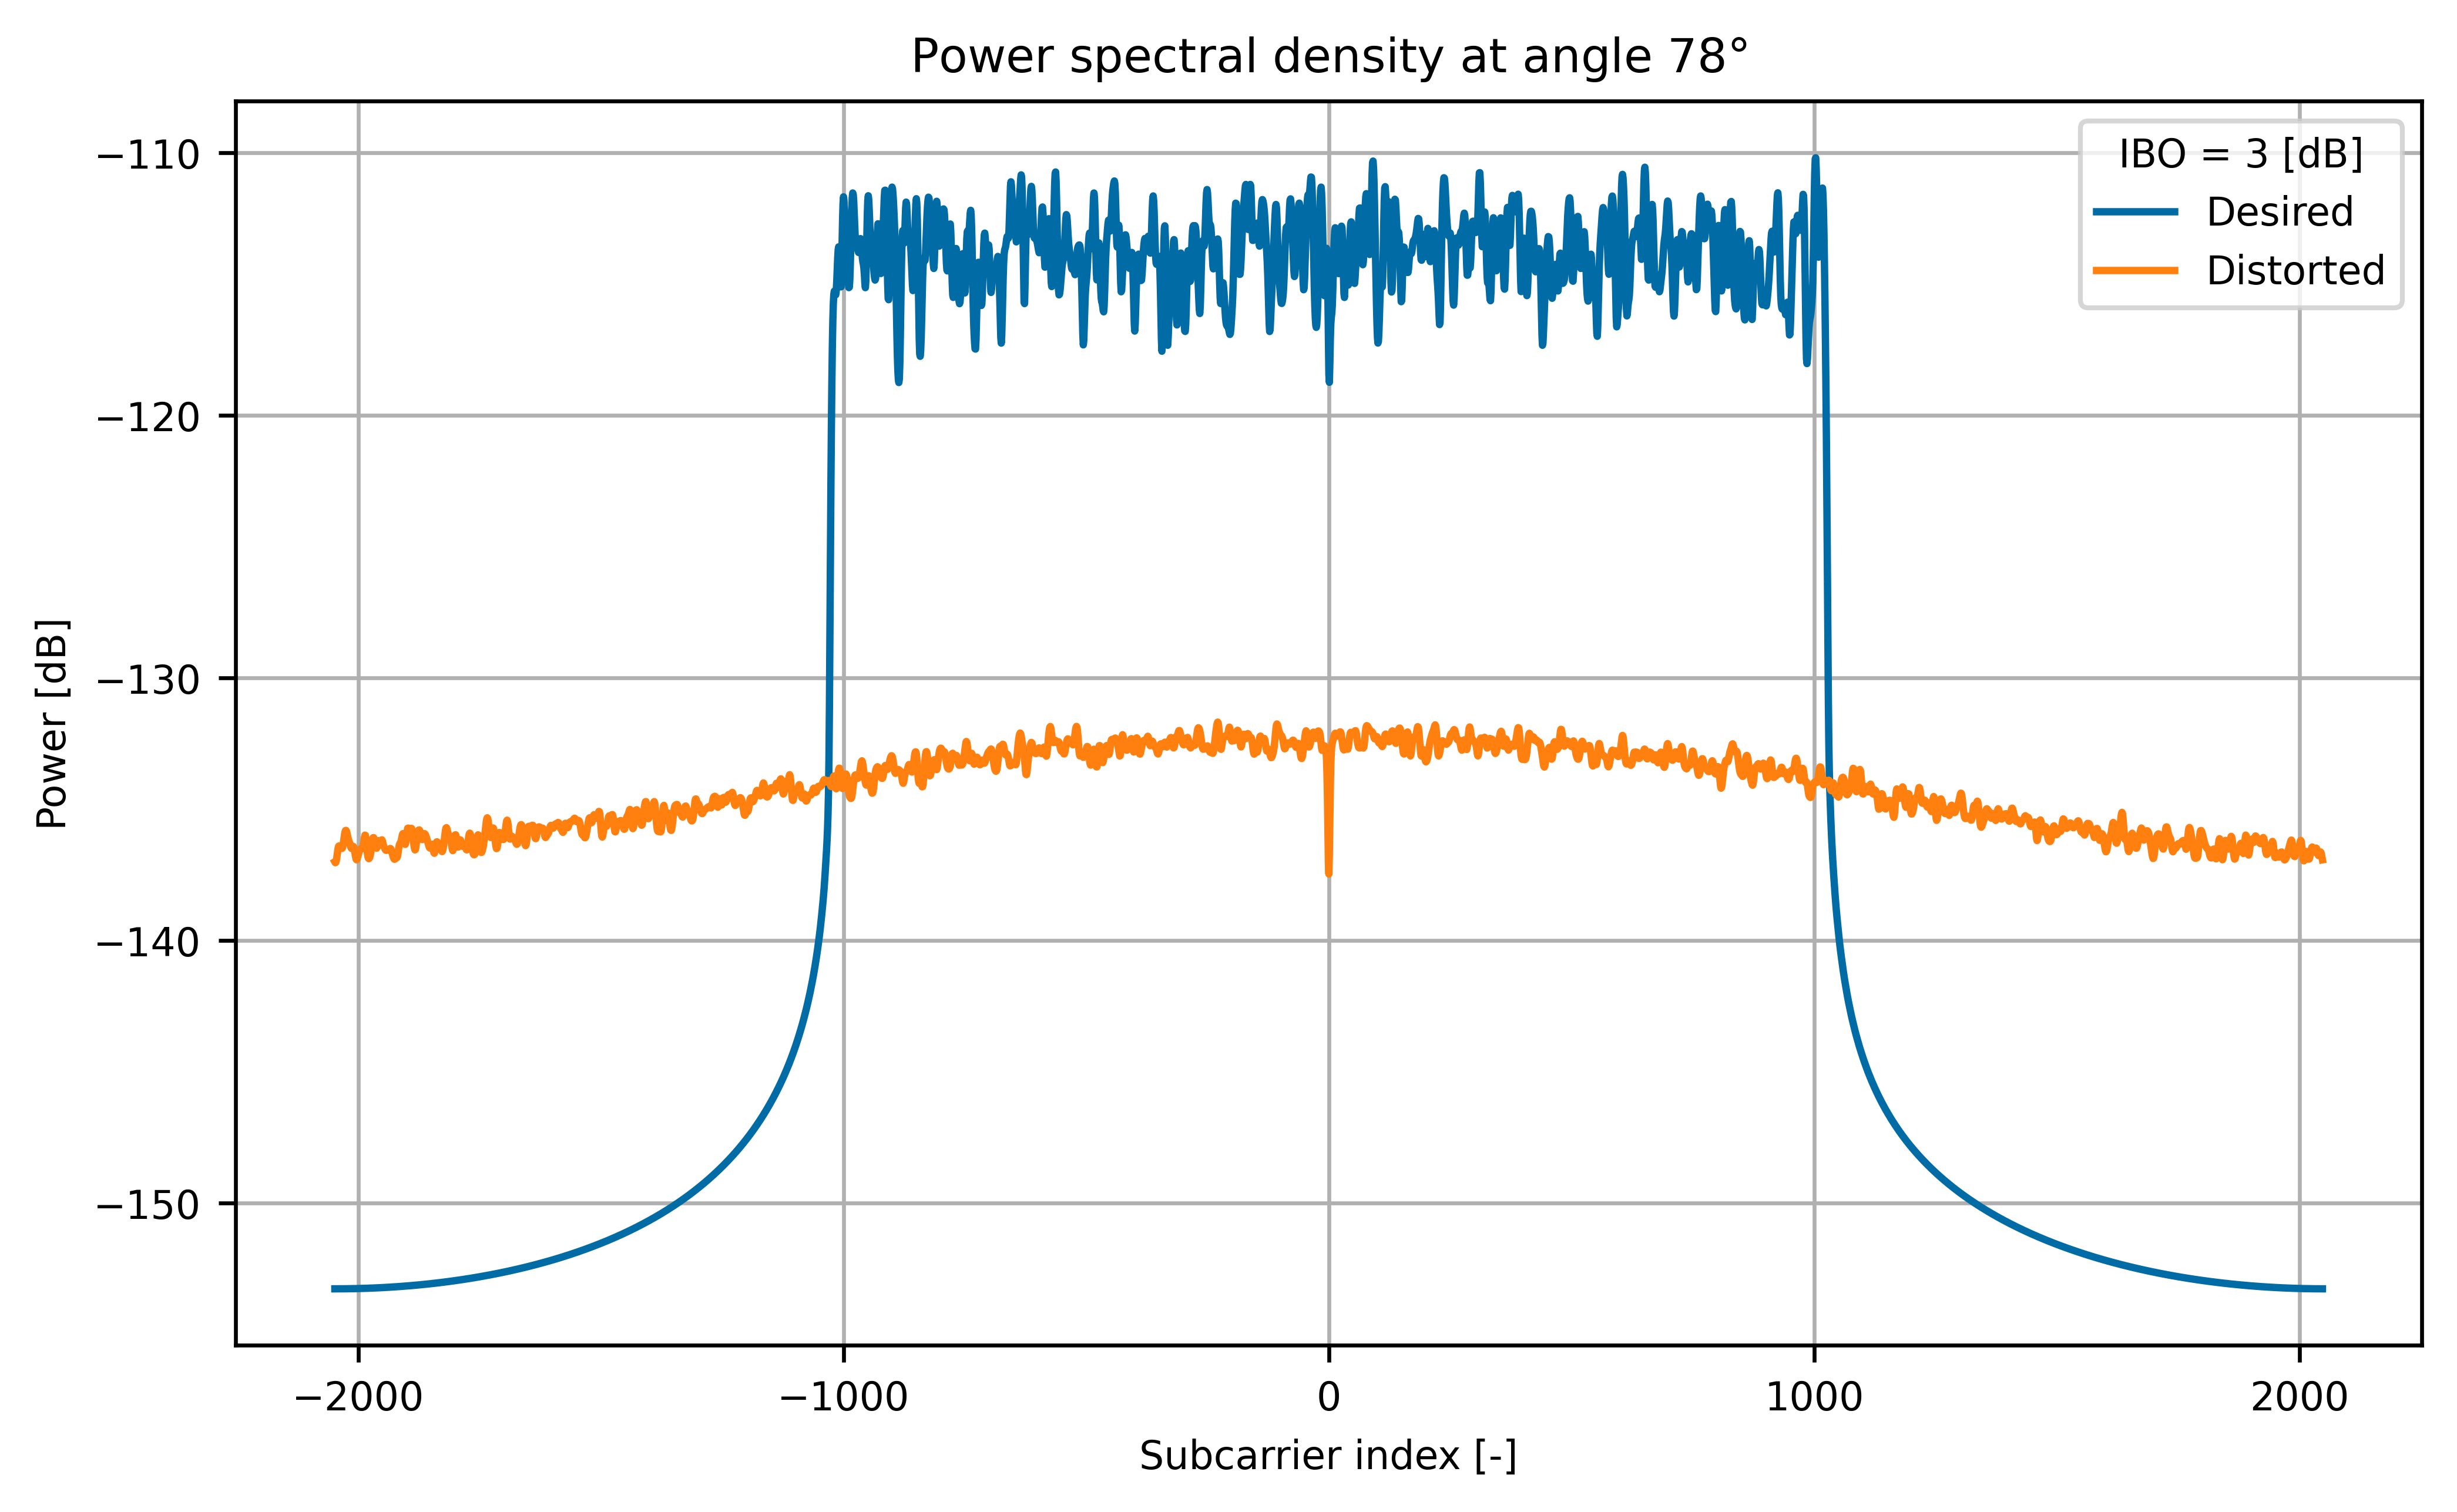 Power spectral density at angle 78°
IBO = 3 [dB]
Desired
Distorted
Power [dB]
−110
−120
−130
−140
−150
−2000
−1000
0
1000
2000
Subcarrier index [-]